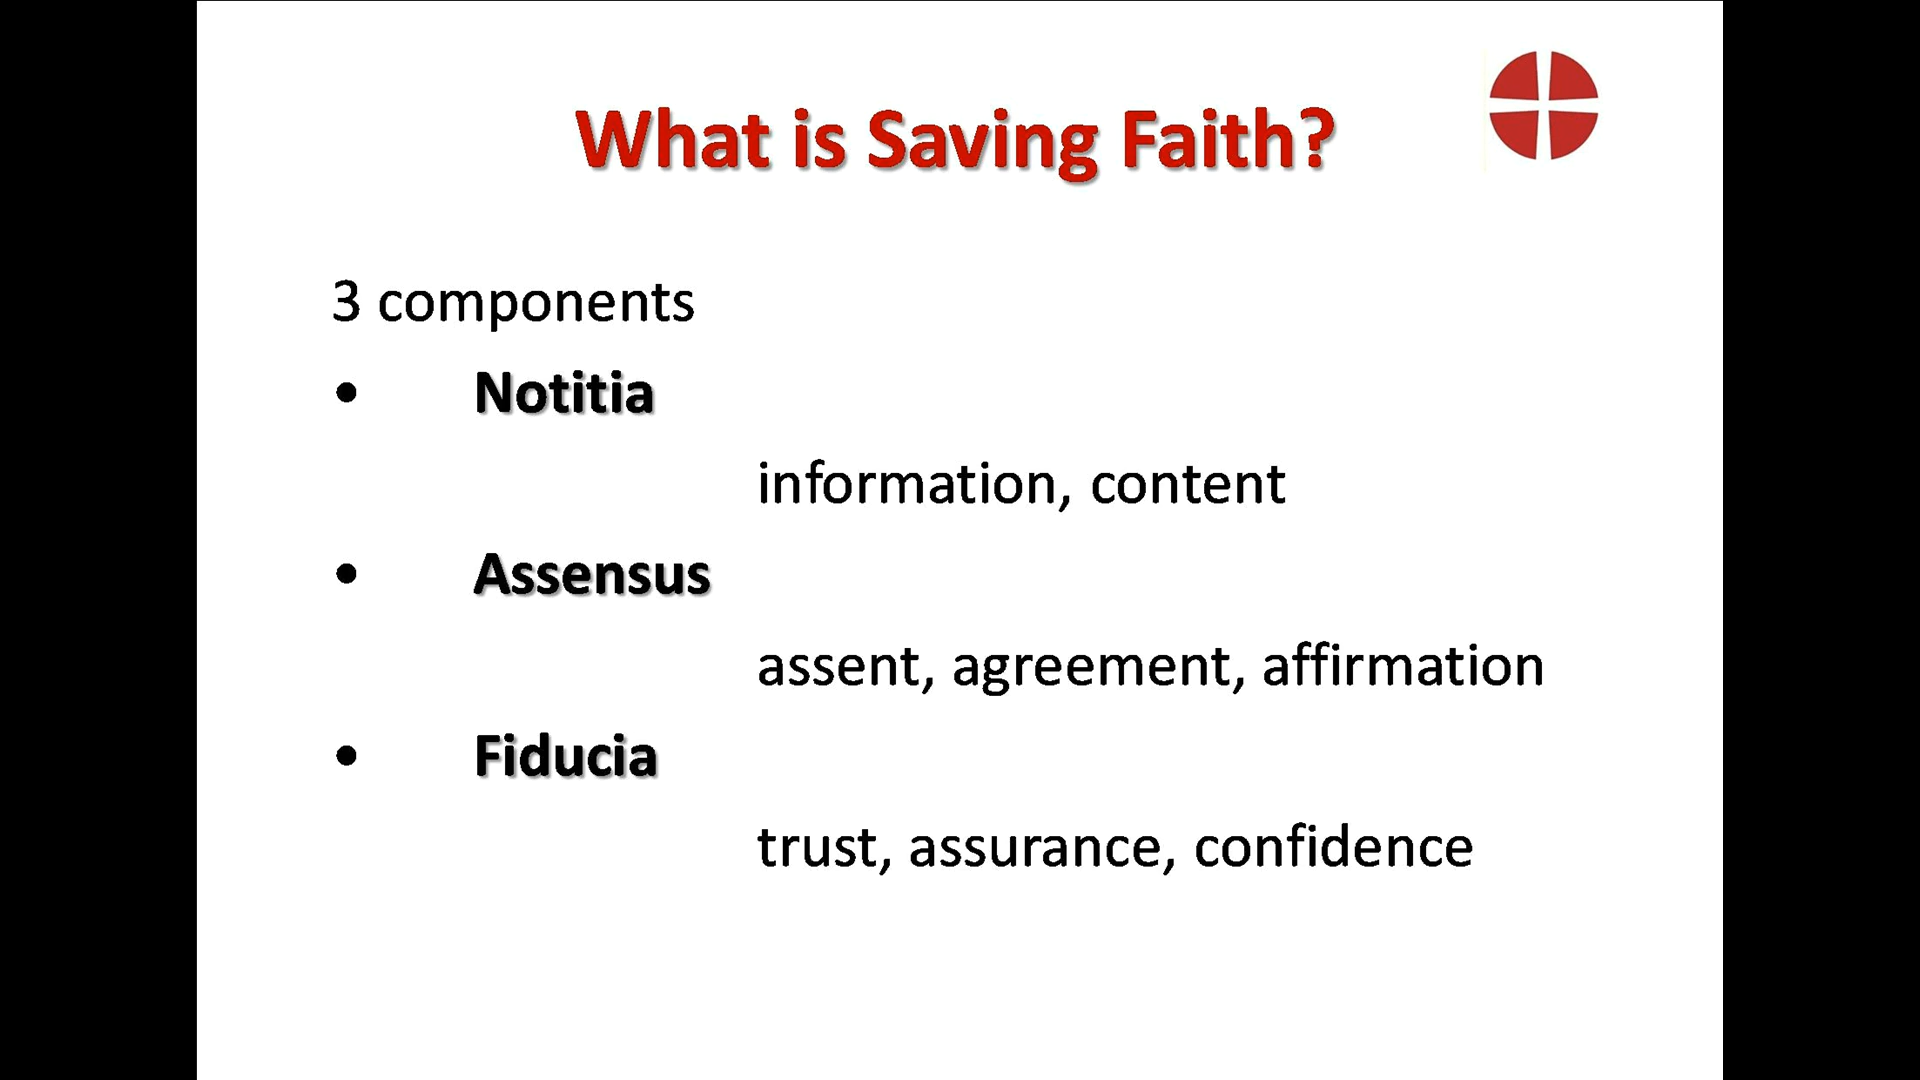 What is Saving Faith?
3 components
• Notitia
information, content
• Assensus
assent, agreement, affirmation
• Fiducia
trust, assurance, confidence